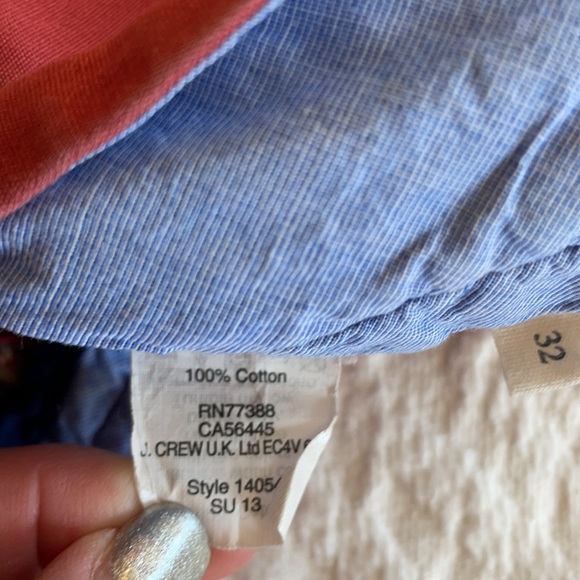 100% Cotton
RN77388
CA56445
J. CREW U.K. Ltd EC4V
Style 1405/
SU 13
32